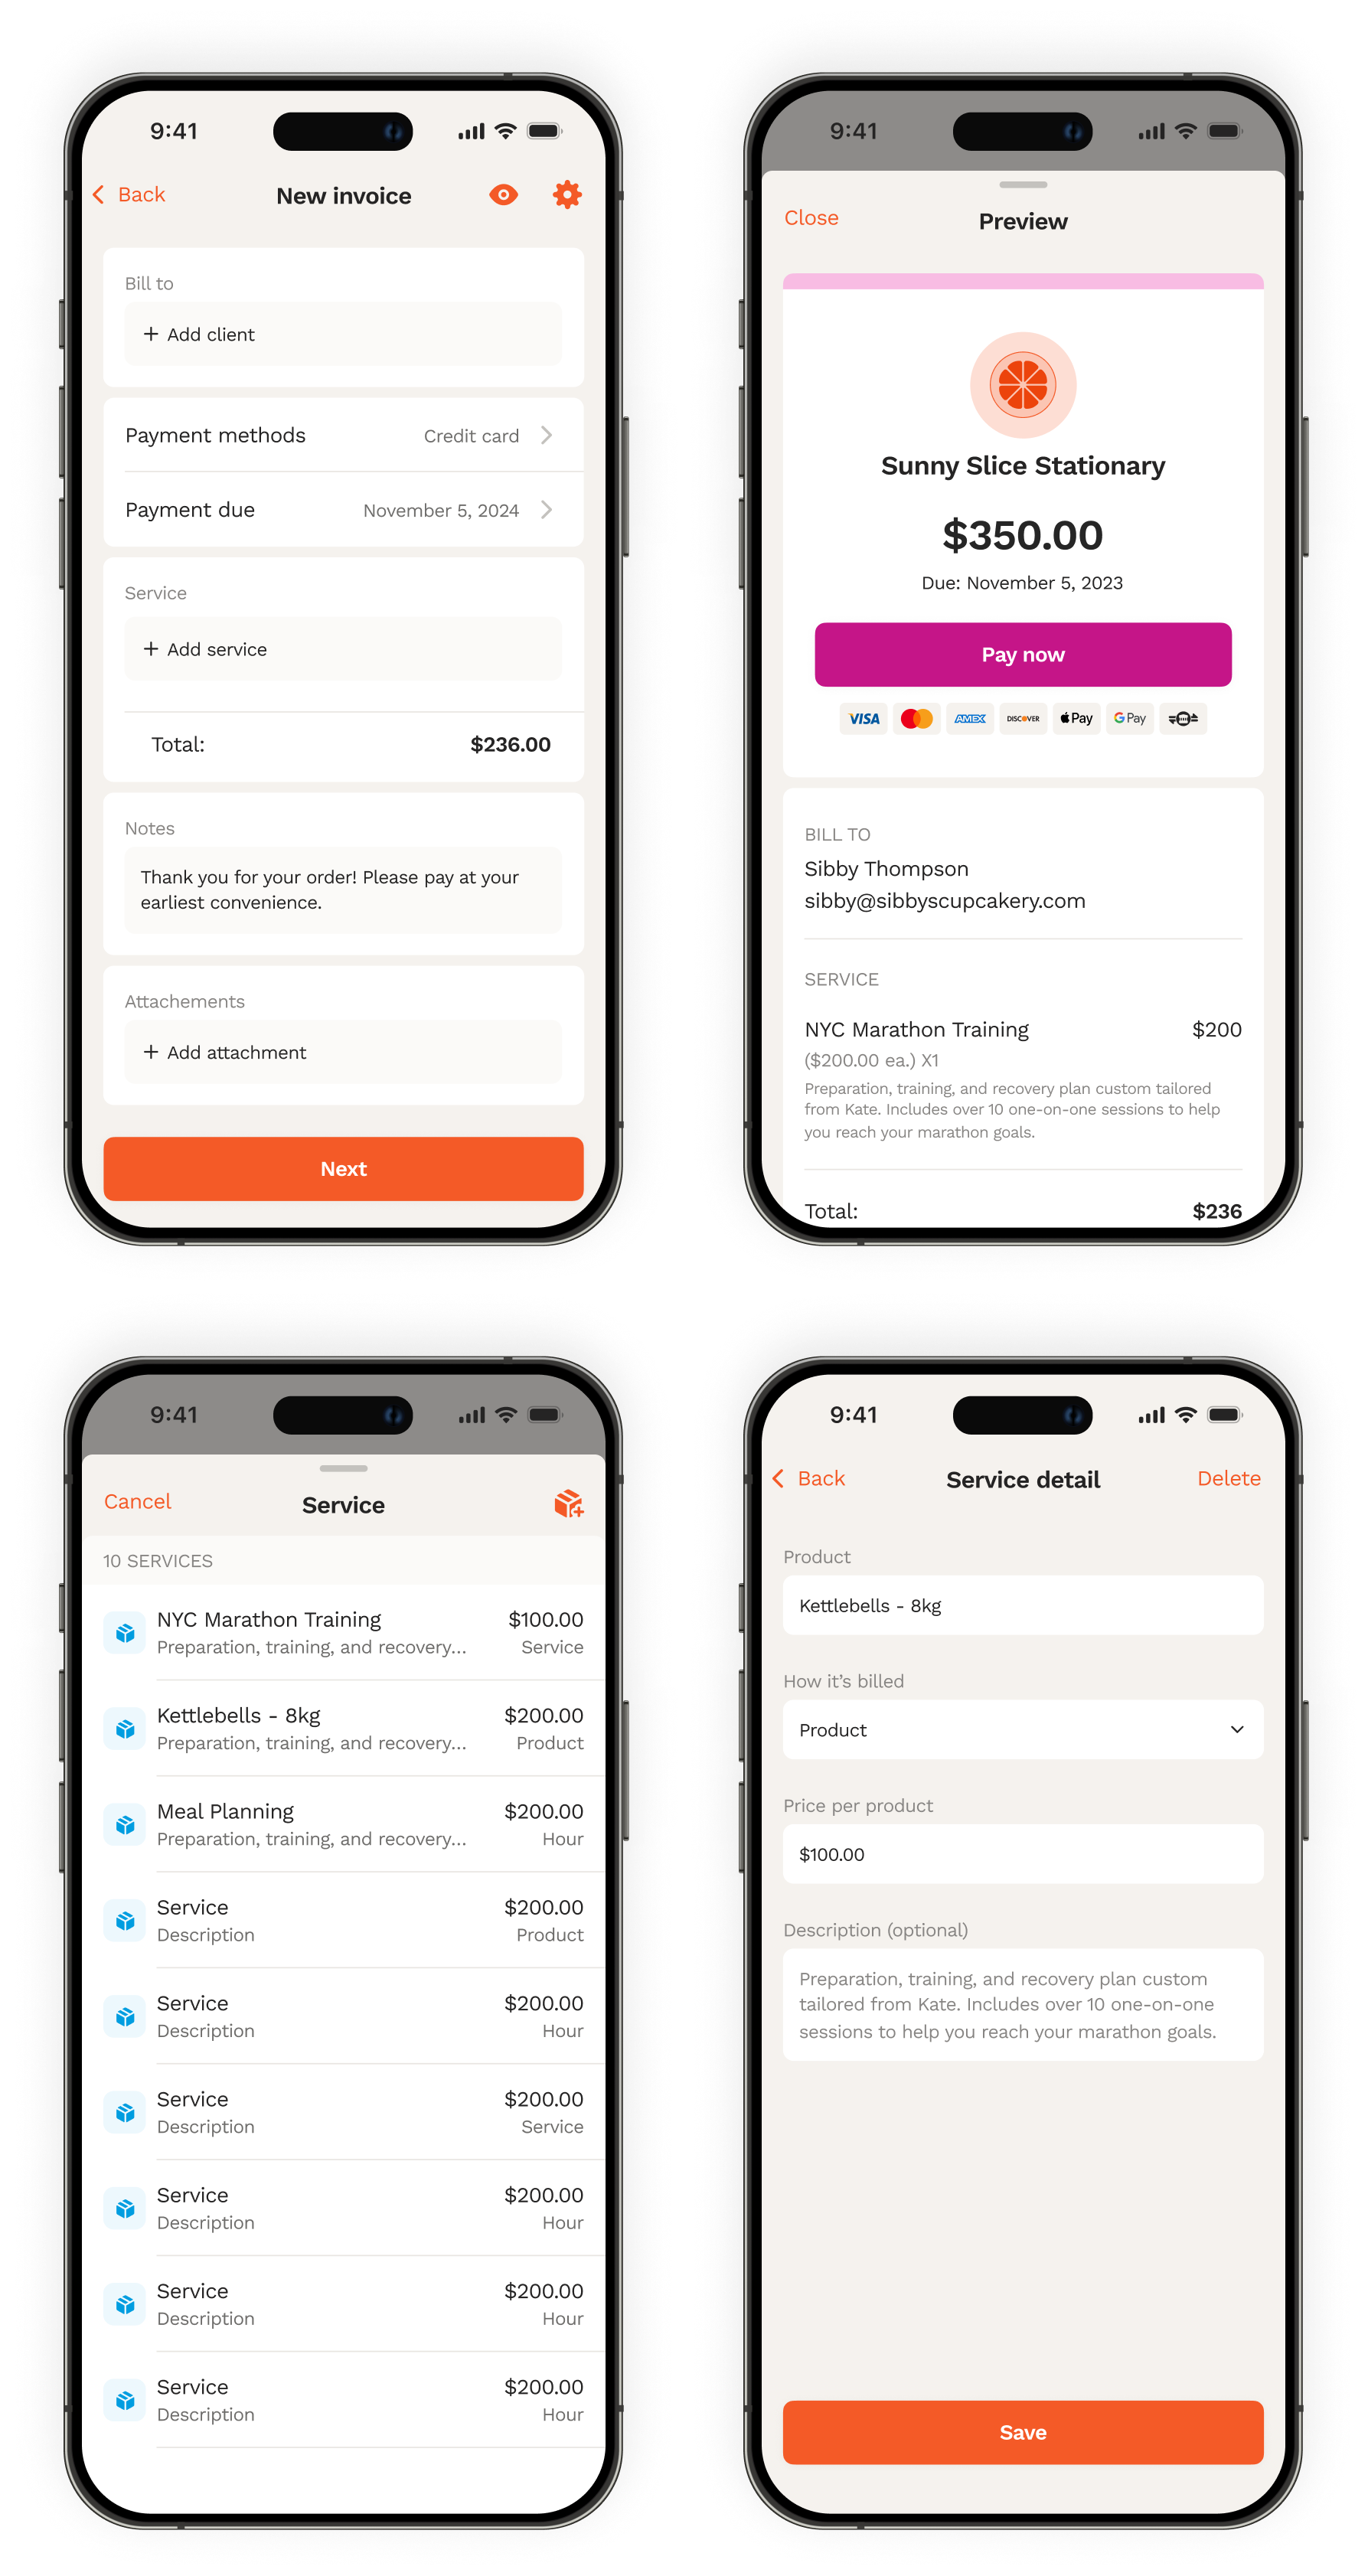 9:41
Back
New invoice
Bill to
+ Add client
Payment methods
Credit card
Payment due
November 5, 2024
Service
+ Add service
Total:
$236.00
Notes
Thank you for your order! Please pay at your
earliest convenience.
Attachements
+ Add attachment
Next
9:41
Close
Preview
Sunny Slice Stationary
$350.00
Due: November 5, 2023
Pay now
VISA
AMEX
DISCOVER
Pay
G Pay
BILL TO
Sibby Thompson
sibby@sibbyscupcakery.com
SERVICE
NYC Marathon Training $200
($200.00 ea.) X1
Preparation, training, and recovery plan custom tailored
from Kate. Includes over 10 one-on-one sessions to help
you reach your marathon goals.
Total: $236
9:41
Cancel
Service
10 SERVICES
NYC Marathon Training $100.00
Preparation, training, and recovery... Service
Kettlebells - 8kg $200.00
Preparation, training, and recovery... Product
Meal Planning $200.00
Preparation, training, and recovery... Hour
Service $200.00
Description Product
Service $200.00
Description Hour
Service $200.00
Description Service
Service $200.00
Description Hour
Service $200.00
Description Hour
Service $200.00
Description Hour
9:41
Back
Service detail
Delete
Product
Kettlebells - 8kg
How it's billed
Product
Price per product
$100.00
Description (optional)
Preparation, training, and recovery plan custom
tailored from Kate. Includes over 10 one-on-one
sessions to help you reach your marathon goals.
Save